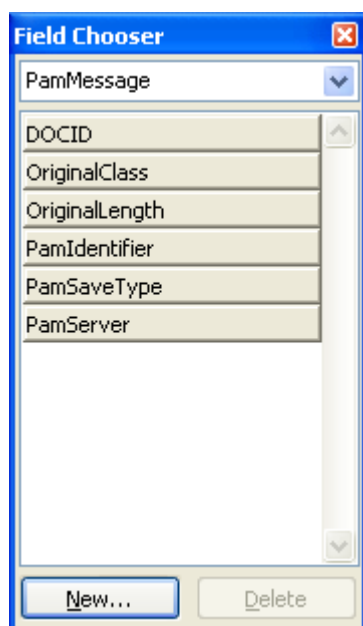 Field Chooser
PamMessage
DOCID
OriginalClass
OriginalLength
PamIdentifier
PamSaveType
PamServer
New... Delete